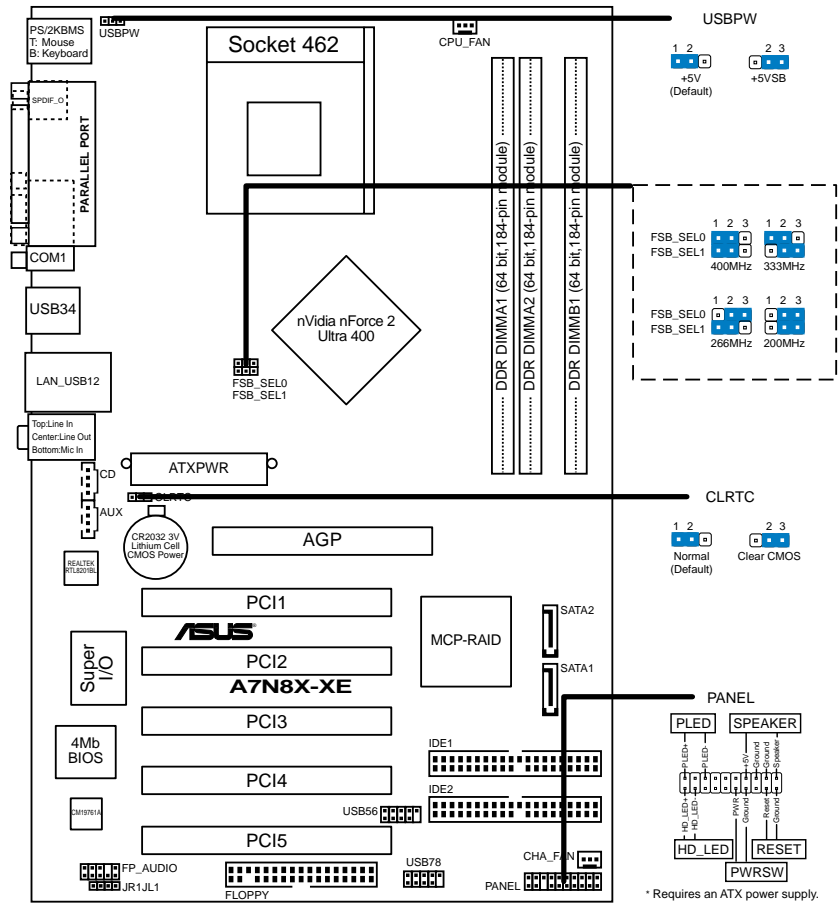 PS/2KBMS
T: Mouse
B: Keyboard
USBPW
Socket 462
CPU_FAN
USBPW
1 2
2 3
+5V
(Default)
+5VSB
SPDIF_O
PARALLEL PORT
COM1
USB34
LAN_USB12
Top:Line In
Center:Line Out
Bottom:Mic In
DDR DIMMA1 (64 bit,184-pin module)
DDR DIMMA2 (64 bit,184-pin module)
DDR DIMMB1 (64 bit,184-pin module)
1 2 3
1 2 3
FSB_SEL0
FSB_SEL1
400MHz
333MHz
1 2 3
1 2 3
FSB_SEL0
FSB_SEL1
266MHz
200MHz
nVidia nForce 2
Ultra 400
FSB_SEL0
FSB_SEL1
CD
AUX
ATXPWR
CLRTC
CLRTC
1 2
2 3
Normal
(Default)
Clear CMOS
CR2032 3V
Lithium Cell
CMOS Power
AGP
REALTEK
RTL8201BL
PCI1
ASUS®
PCI2
A7N8X-XE
PCI3
PCI4
PCI5
Super
I/O
4Mb
BIOS
CM19761A
MCP-RAID
SATA2
SATA1
IDE1
IDE2
USB56
USB78
CHA_FAN
FP_AUDIO
JR1JL1
FLOPPY
PANEL
PANEL
PLED
SPEAKER
PLED+
PLED-
+5V
Ground
Ground
Speaker
HD_LED+
HD_LED-
PWR
Ground
Reset
Ground
HD_LED
RESET
PWRSW
* Requires an ATX power supply.